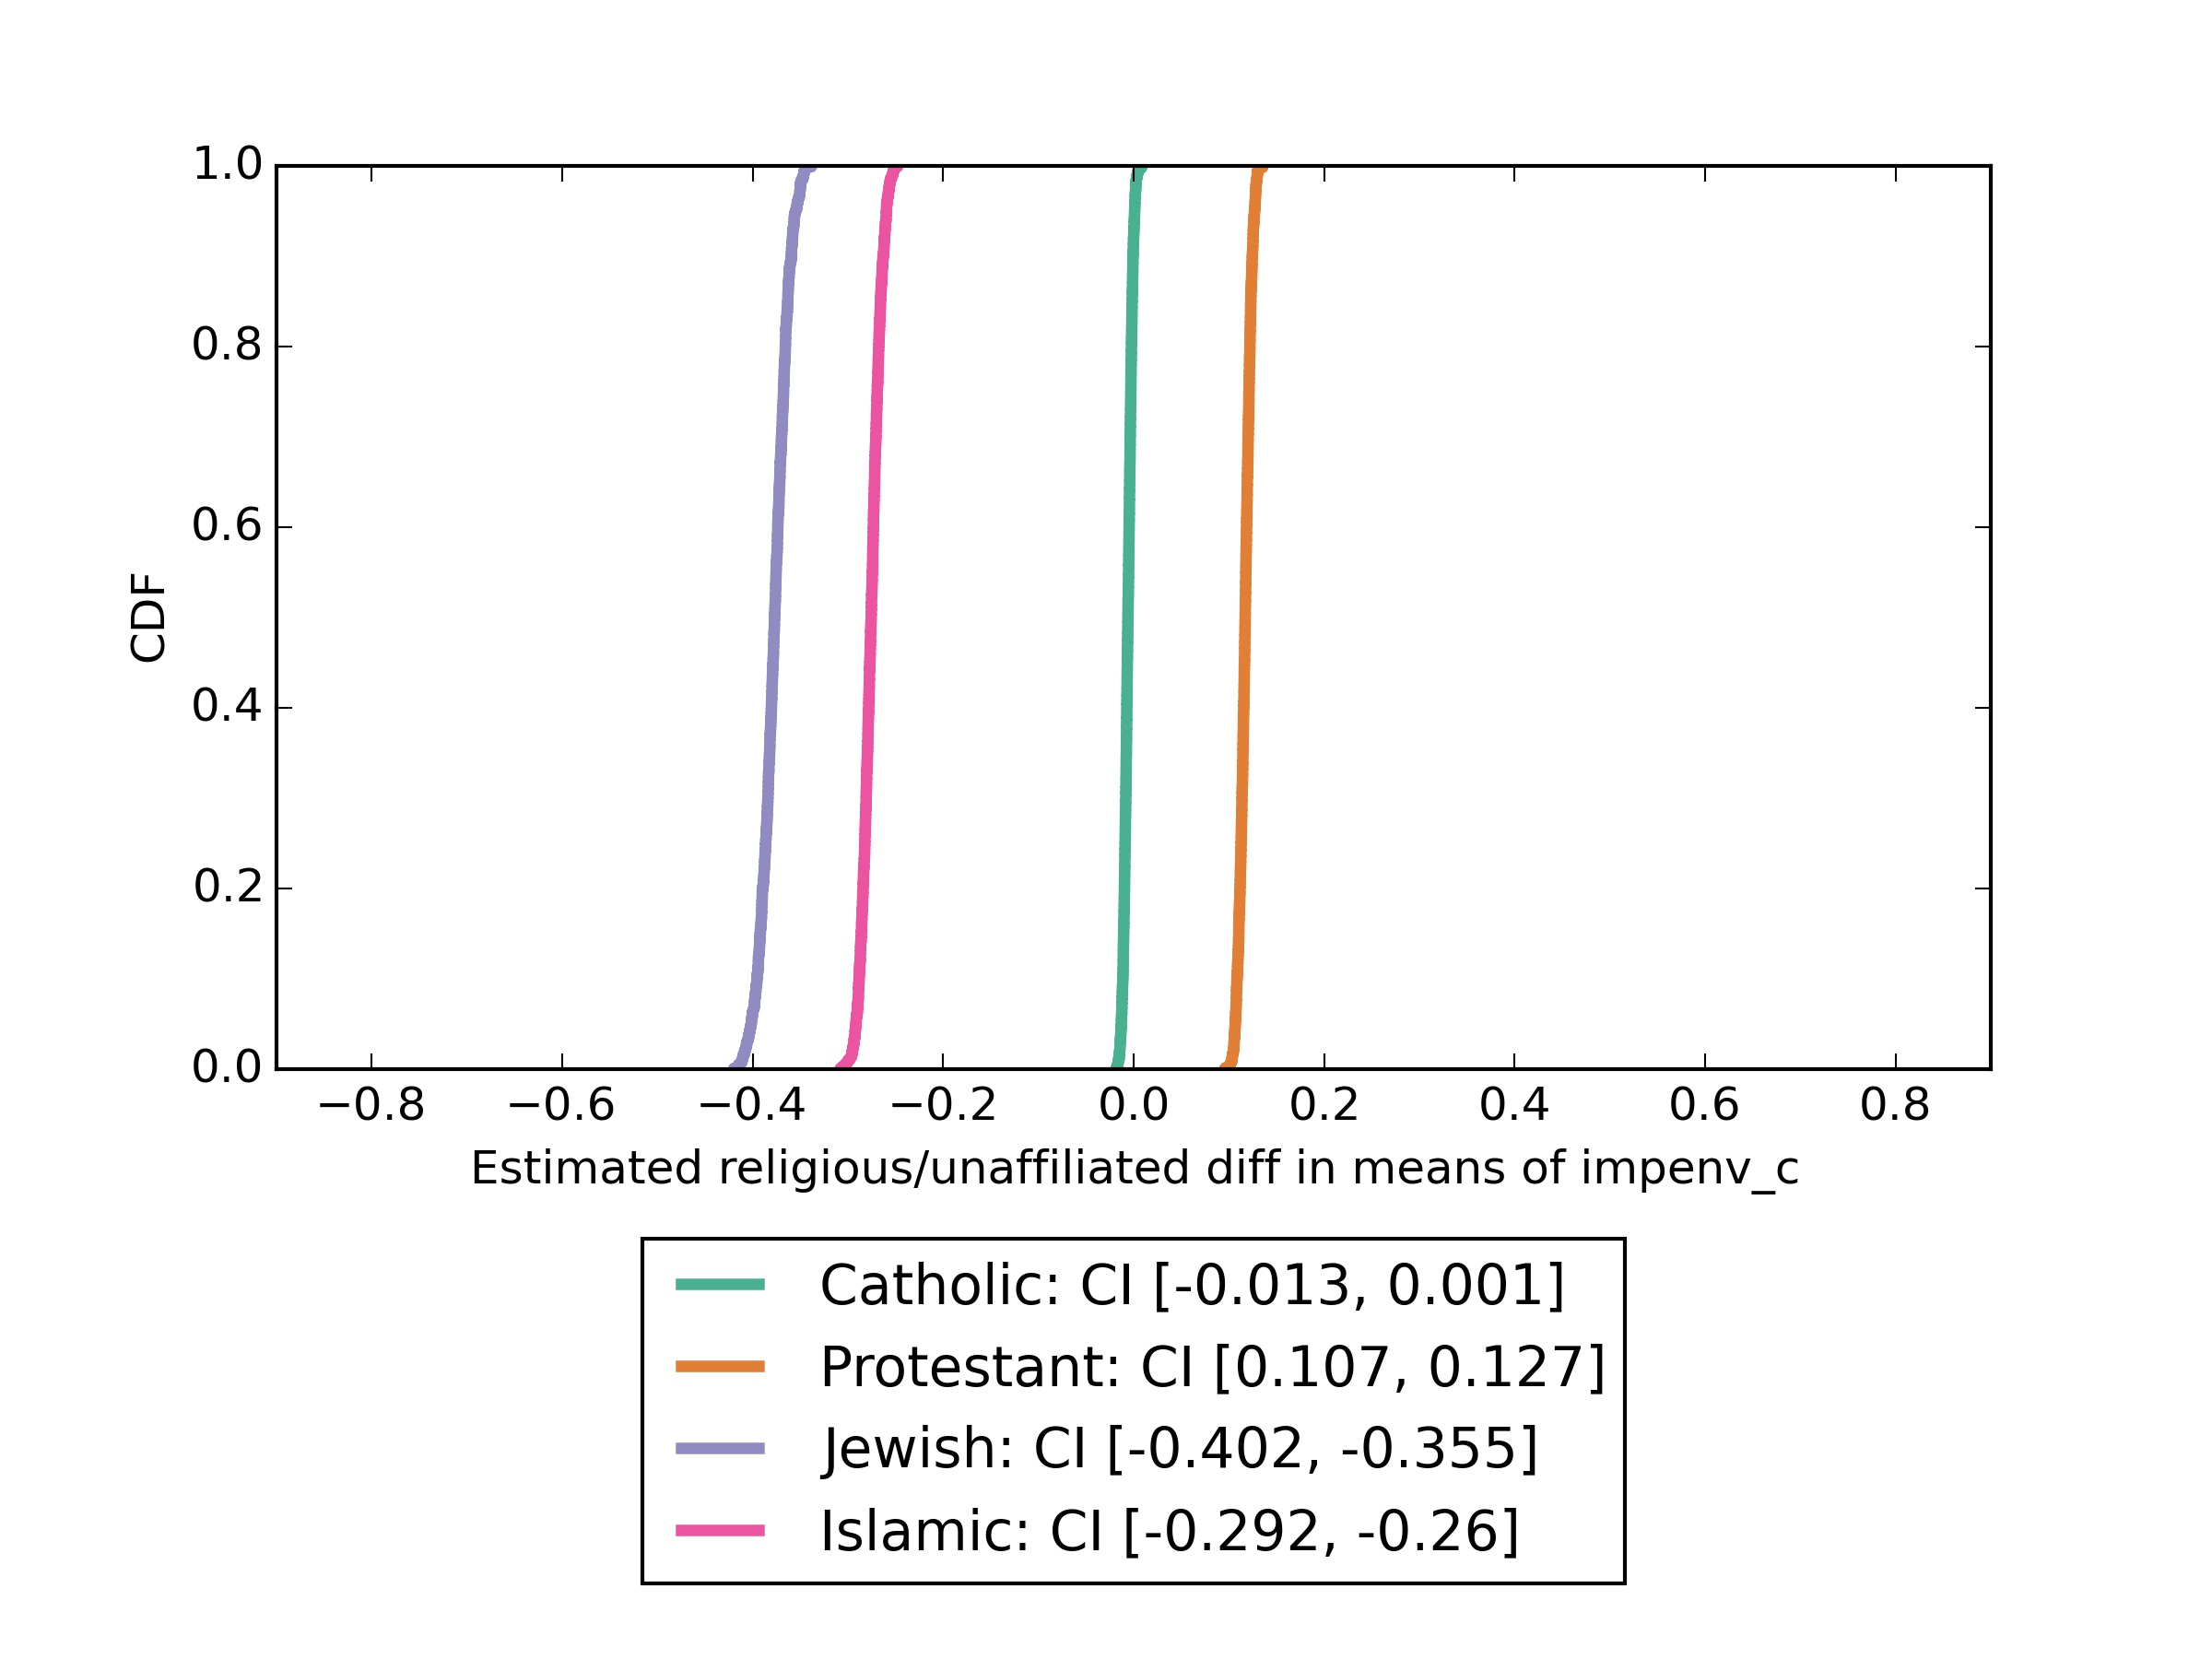 1.0
0.8
0.6
0.4
0.2
0.0
CDF
−0.8 −0.6 −0.4 −0.2 0.0 0.2 0.4 0.6 0.8
Estimated religious/unaffiliated diff in means of impenv_c
Catholic: CI [-0.013, 0.001]
Protestant: CI [0.107, 0.127]
Jewish: CI [-0.402, -0.355]
Islamic: CI [-0.292, -0.26]